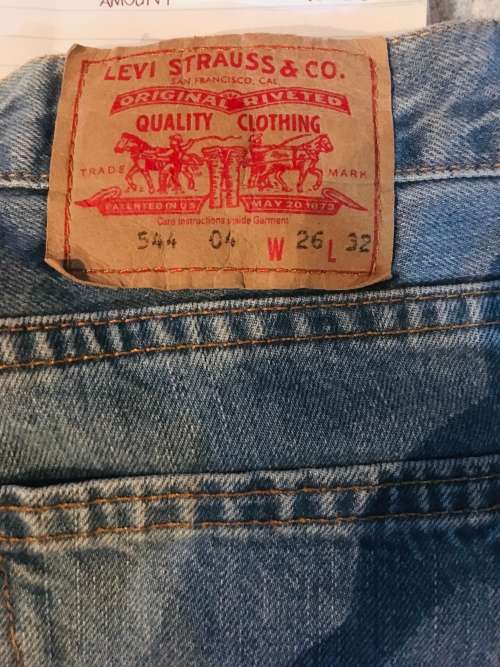 AMOUNT
LEVI STRAUSS & CO.
SAN FRANCISCO, CAL.
ORIGINAL RIVETED
QUALITY CLOTHING
TRADE MARK
PATENTED IN U.S. MAY 20 1873
Care Instructions Inside Garment
544 04 W 26 L 32